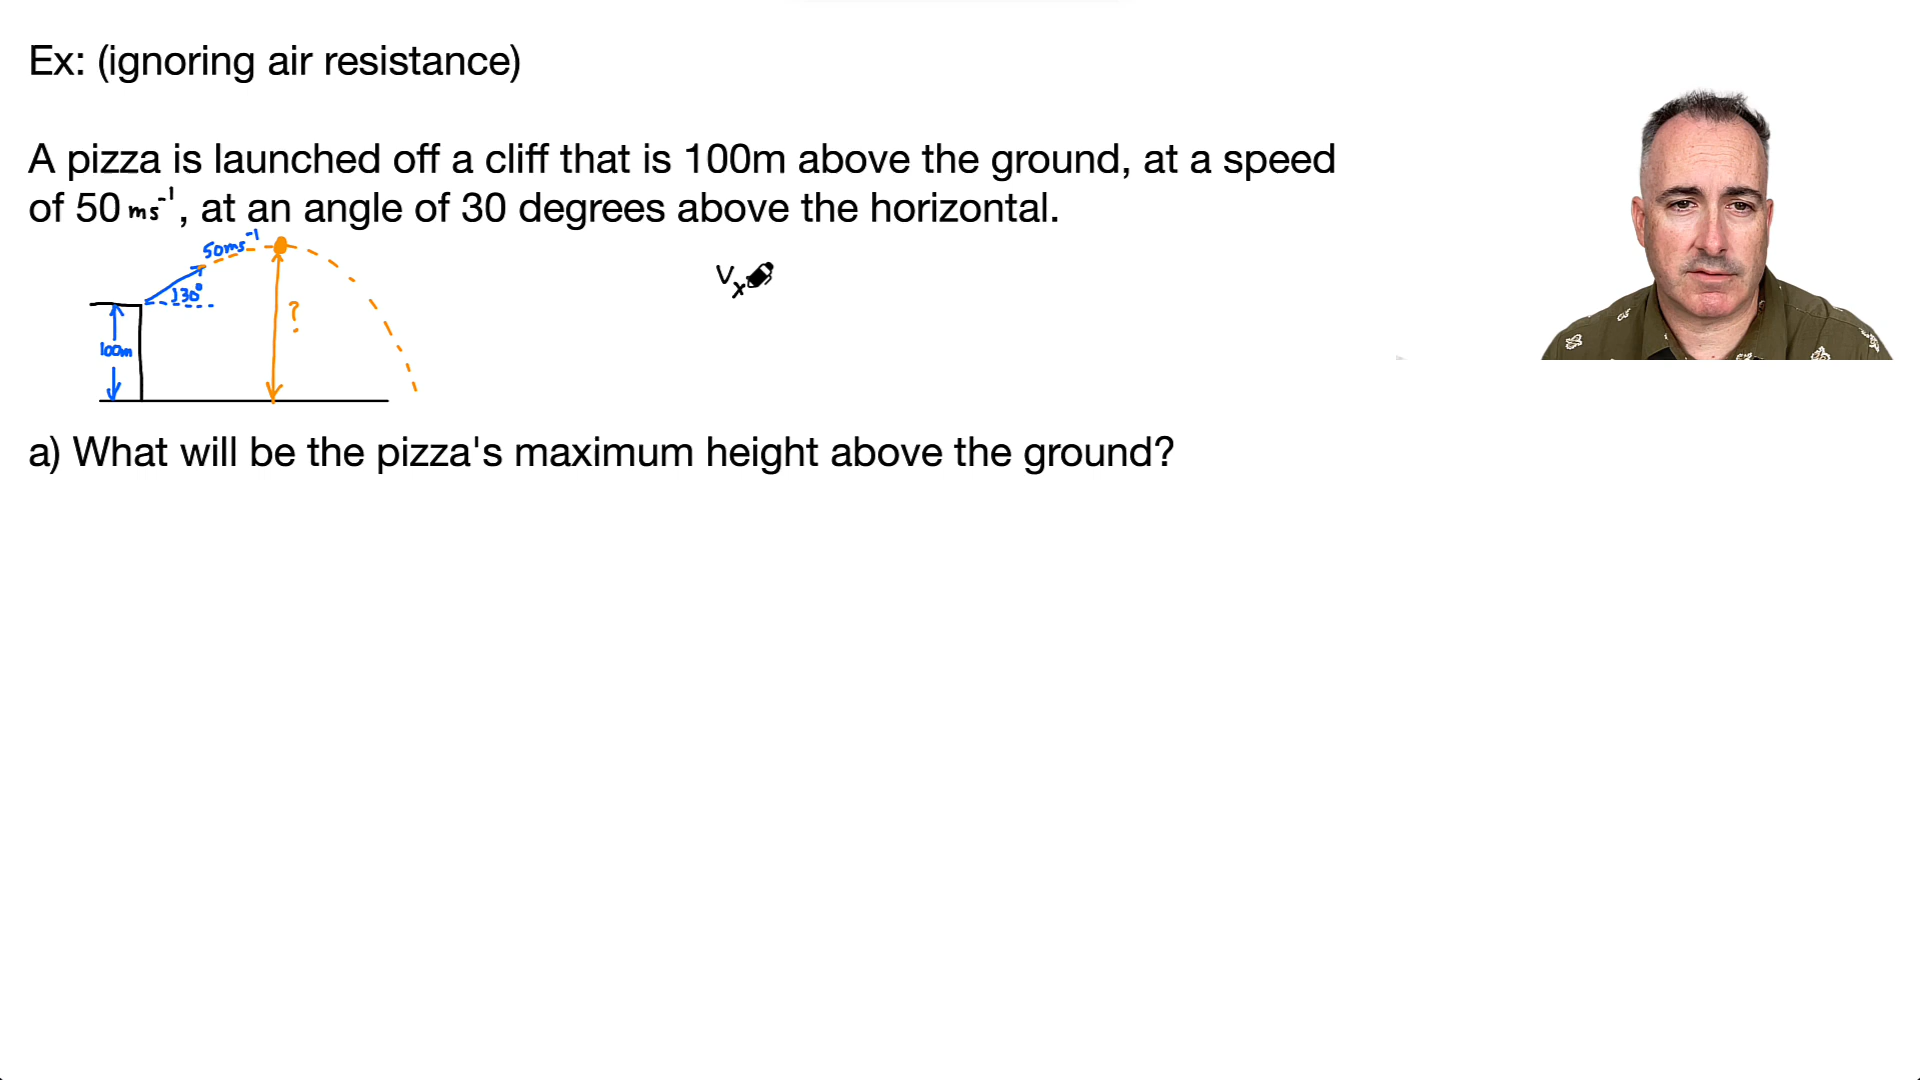 Ex: (ignoring air resistance)
A pizza is launched off a cliff that is 100m above the ground, at a speed
of 50 ms⁻¹, at an angle of 30 degrees above the horizontal.
50ms⁻¹
30°
?
100m
Vx
a) What will be the pizza's maximum height above the ground?